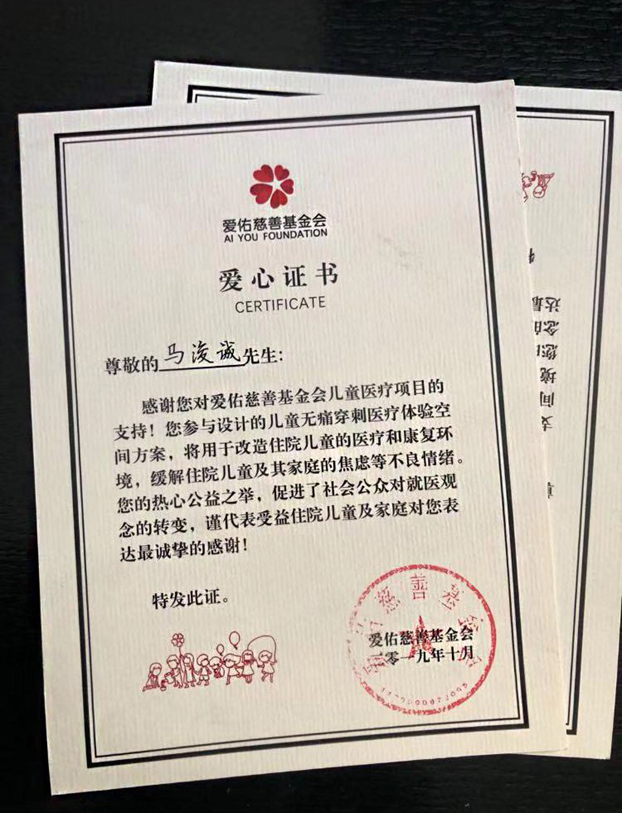 爱佑慈善基金会
AI YOU FOUNDATION
爱心证书
CERTIFICATE
尊敬的马浚诚先生：
感谢您对爱佑慈善基金会儿童医疗项目的
支持！您参与设计的儿童无痛穿刺医疗体验空
间方案，将用于改造住院儿童的医疗和康复环
境，缓解住院儿童及其家庭的焦虑等不良情绪。
您的热心公益之举，促进了社会公众对就医观
念的转变，谨代表受益住院儿童及家庭对您表
达最诚挚的感谢！
特发此证。
爱佑慈善基金会
二零一九年十月
慈善基